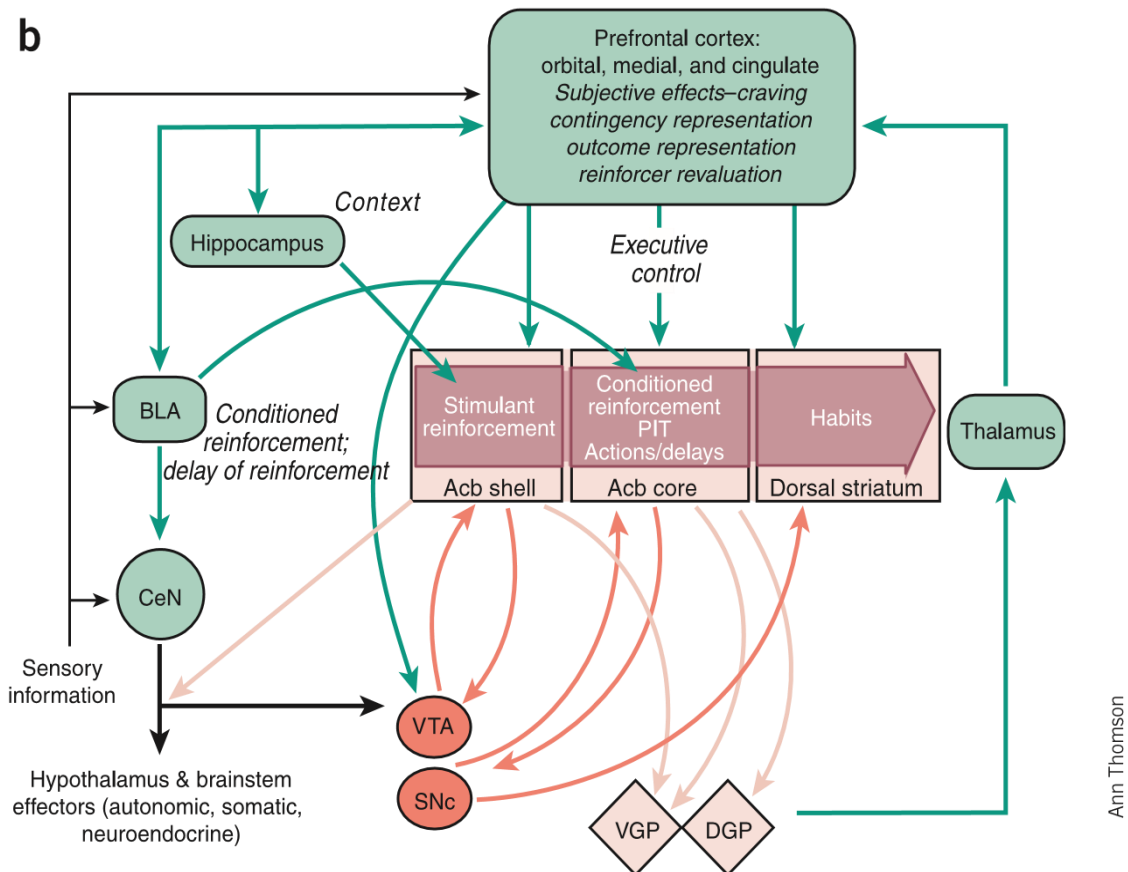 b
Prefrontal cortex:
orbital, medial, and cingulate
Subjective effects–craving
contingency representation
outcome representation
reinforcer revaluation
Context
Hippocampus
Executive
control
BLA
Conditioned
reinforcement;
delay of reinforcement
Stimulant
reinforcement
Conditioned
reinforcement
PIT
Actions/delays
Habits
Thalamus
Acb shell
Acb core
Dorsal striatum
CeN
Sensory
information
VTA
SNc
Hypothalamus & brainstem
effectors (autonomic, somatic,
neuroendocrine)
VGP
DGP
Ann Thomson